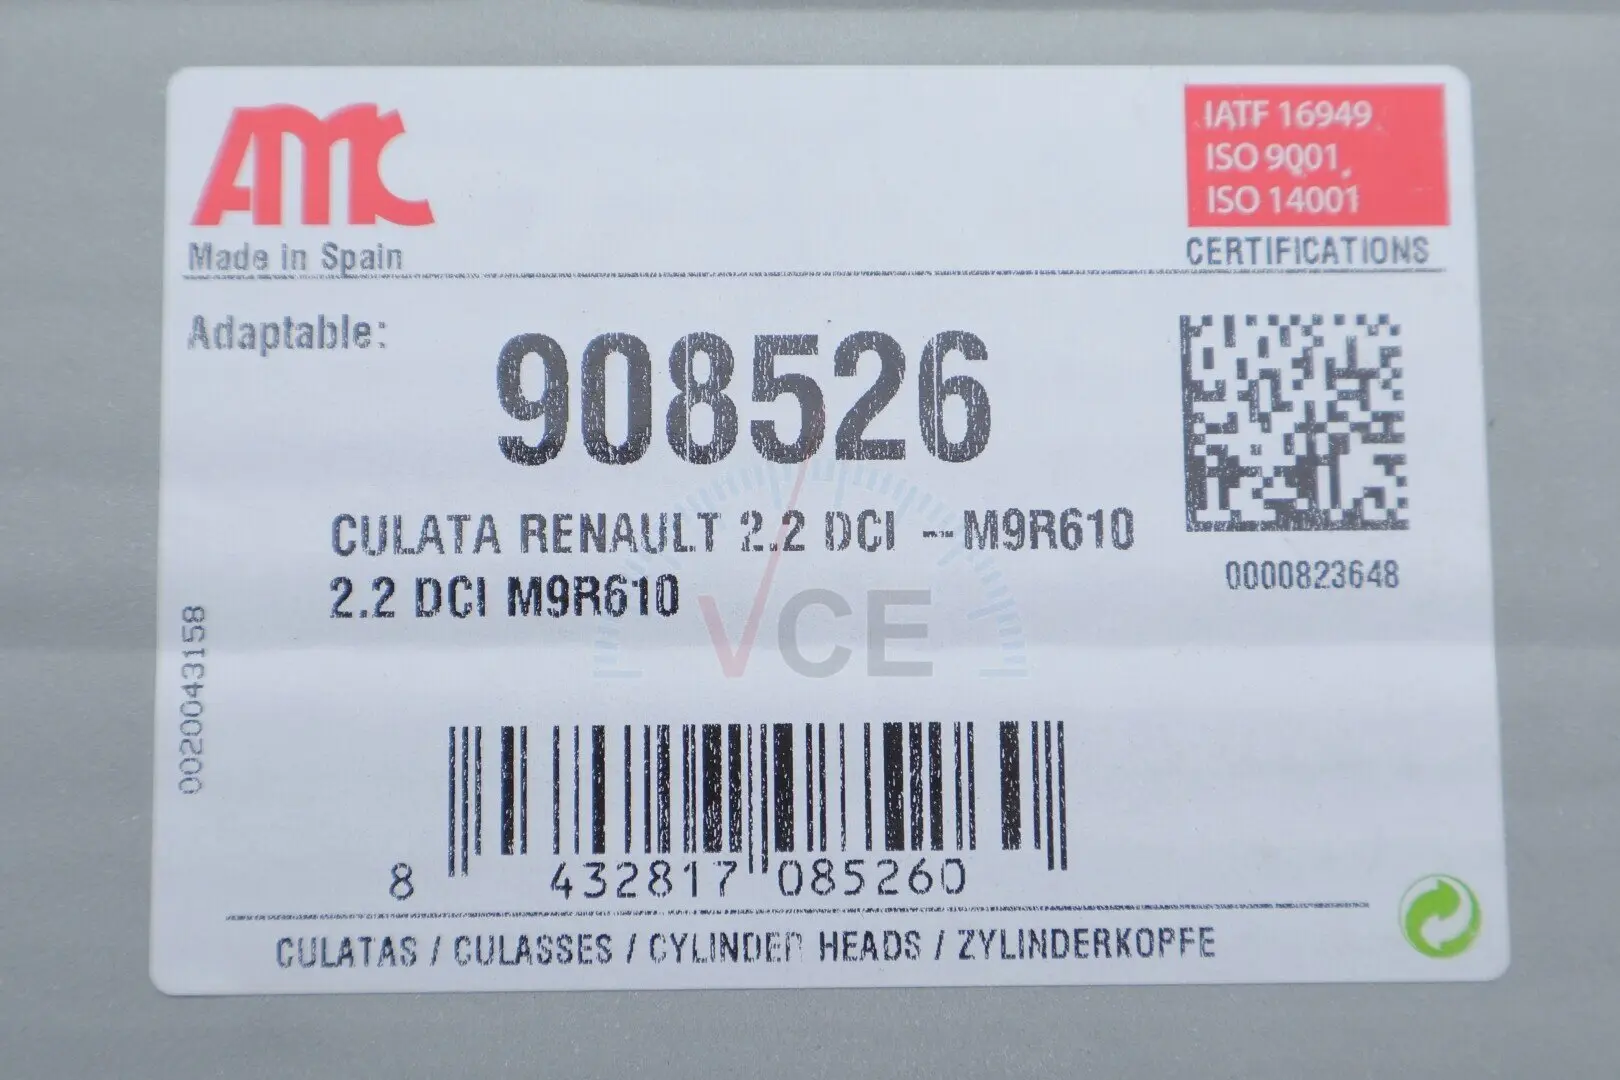 AMC
Made in Spain
IATF 16949
ISO 9001
ISO 14001
CERTIFICATIONS
Adaptable:
908526
CULATA RENAULT 2.2 DCI -- M9R610
2.2 DCI M9R610
0000823648
0020043158
VCE
8 432817 085260
CULATAS / CULASSES / CYLINDER HEADS / ZYLINDERKOPFE